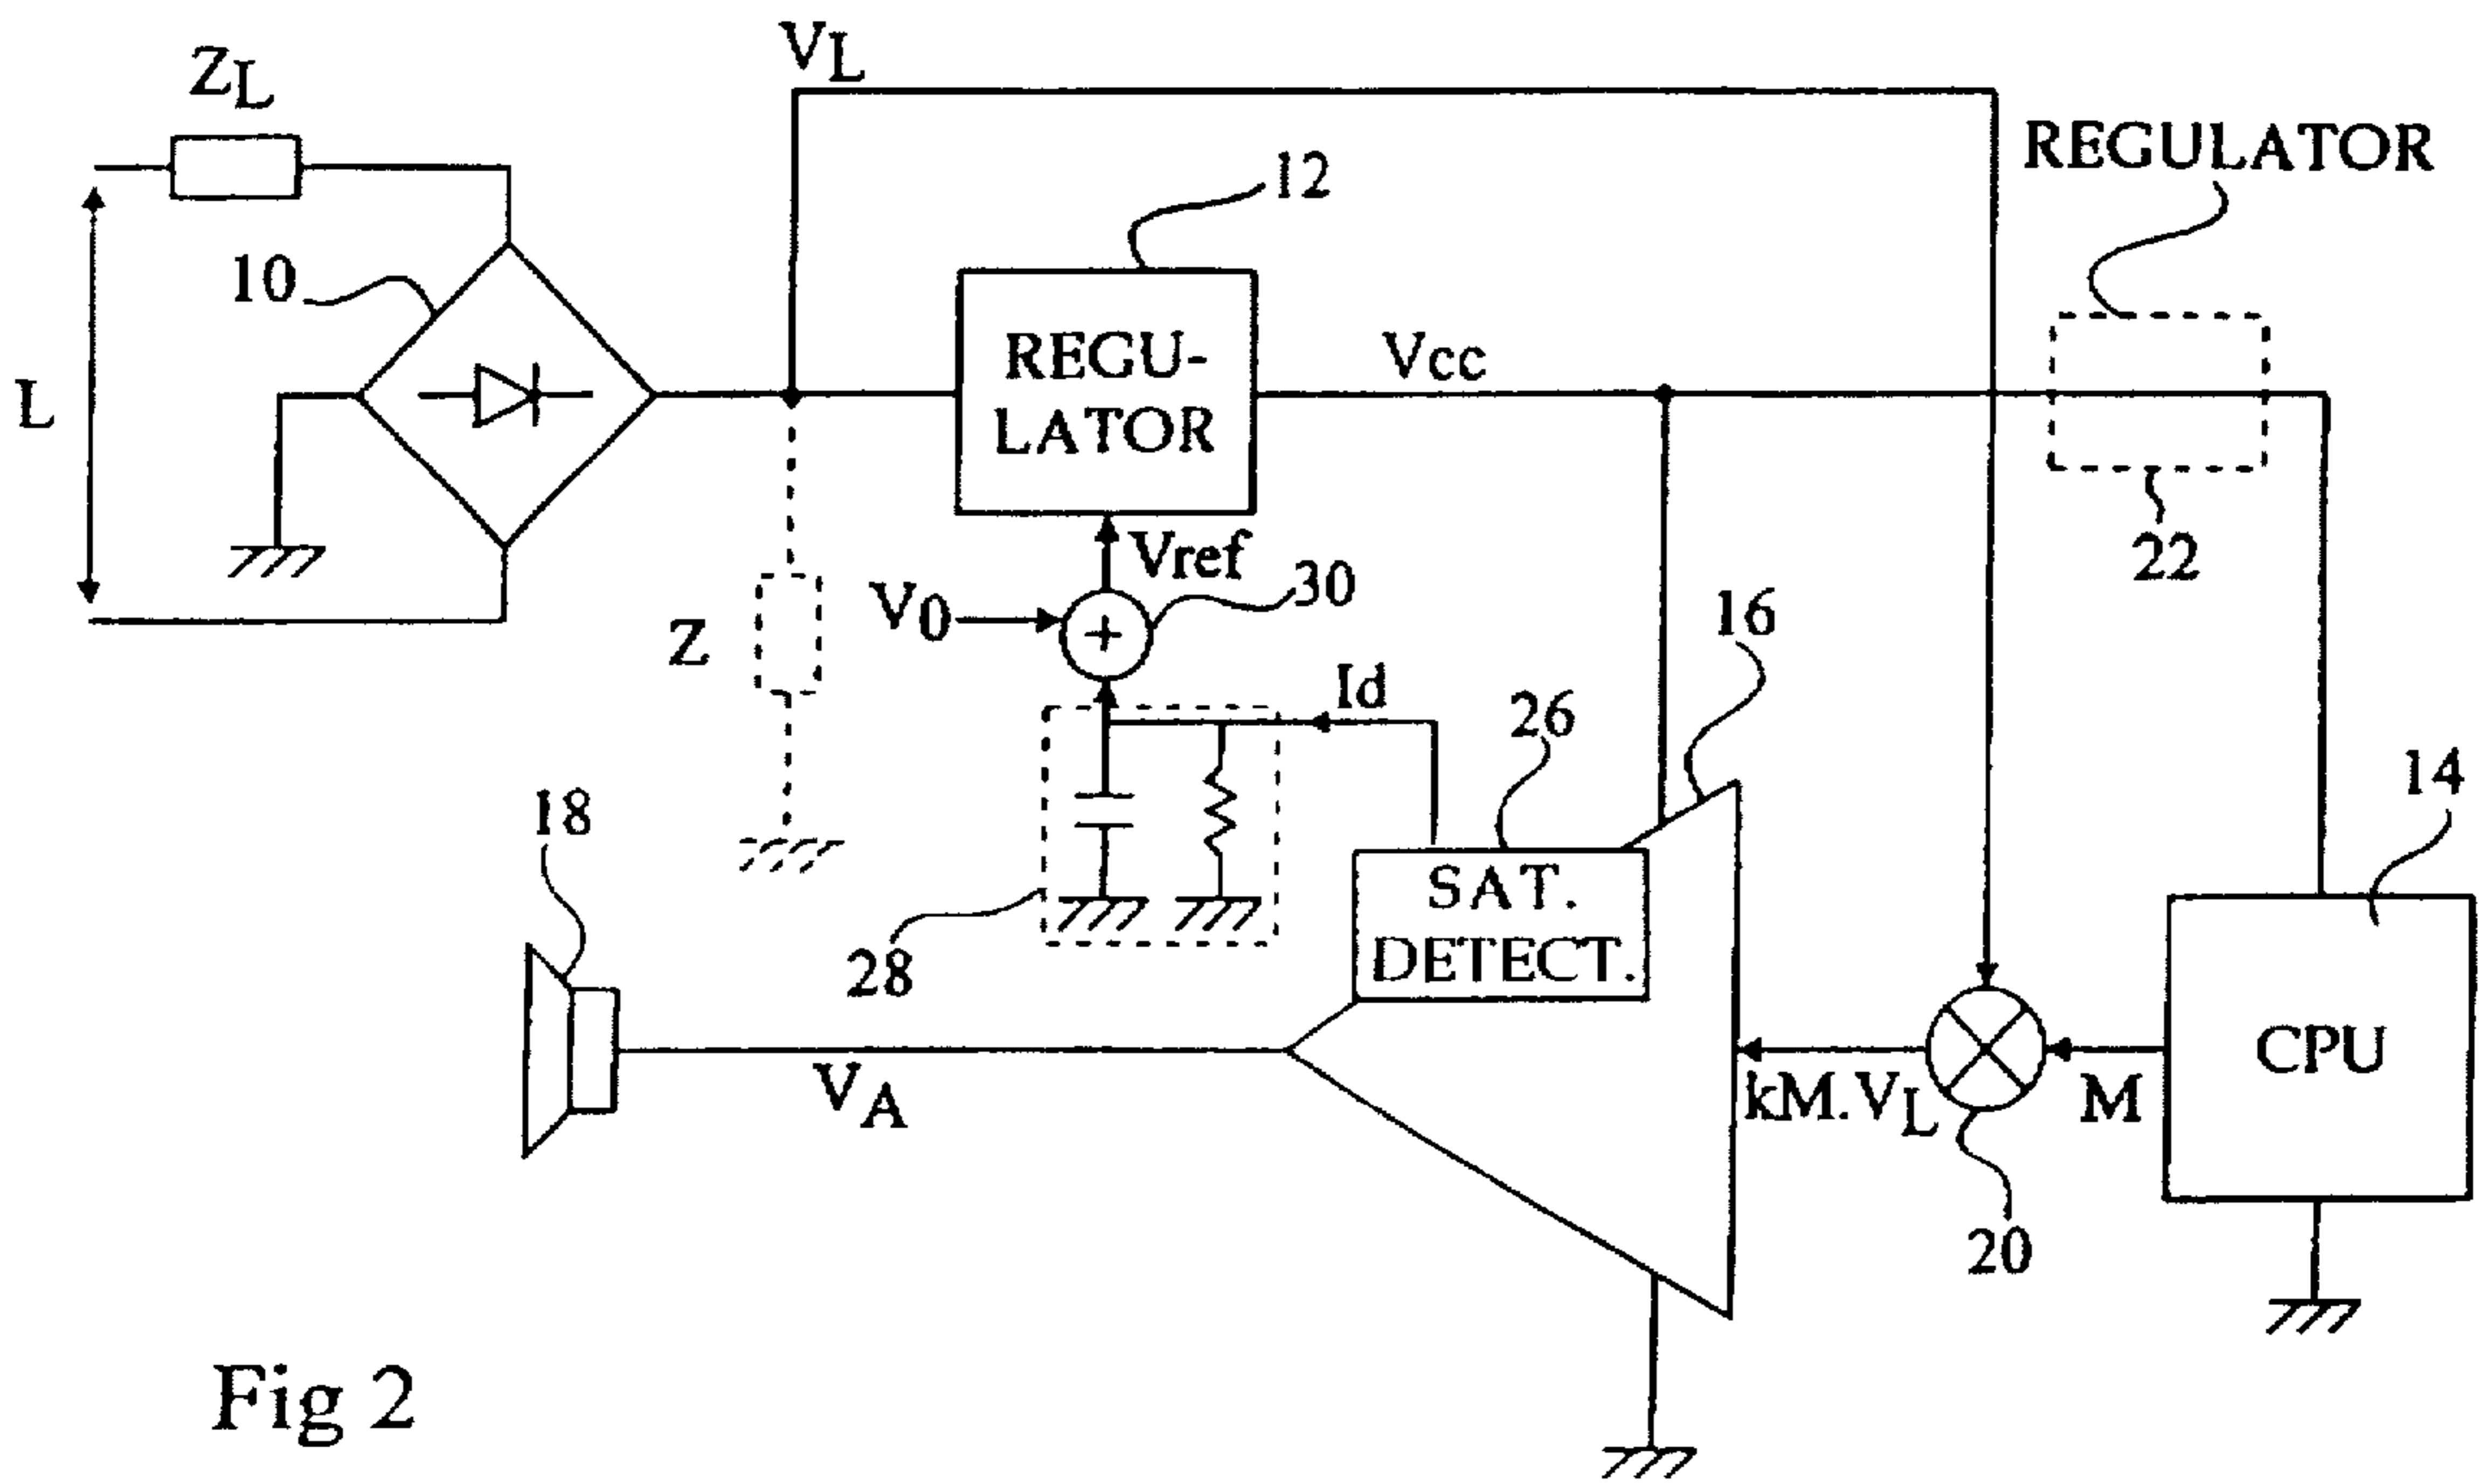 VL
ZL
REGULATOR
12
10
REGU-
LATOR
Vcc
L
22
Vref
V0
30
16
Z
Id
26
14
18
SAT.
DETECT.
28
CPU
VA
kM.VL
M
20
Fig 2